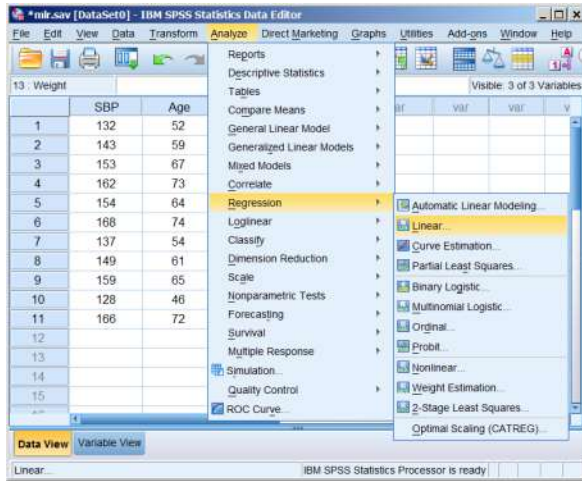 *mlr.sav [DataSet0] - IBM SPSS Statistics Data Editor
File Edit View Data Transform Analyze Direct Marketing Graphs Utilities Add-ons Window Help
13 : Weight
Visible: 3 of 3 Variables
SBP Age var var var
1 132 52
2 143 59
3 153 67
4 162 73
5 154 64
6 168 74
7 137 54
8 149 61
9 159 65
10 128 46
11 166 72
12
13
14
15
Reports
Descriptive Statistics
Tables
Compare Means
General Linear Model
Generalized Linear Models
Mixed Models
Correlate
Regression
Loglinear
Classify
Dimension Reduction
Scale
Nonparametric Tests
Forecasting
Survival
Multiple Response
Simulation...
Quality Control
ROC Curve...
Automatic Linear Modeling...
Linear...
Curve Estimation...
Partial Least Squares...
Binary Logistic...
Multinomial Logistic...
Ordinal...
Probit...
Nonlinear...
Weight Estimation...
2-Stage Least Squares...
Optimal Scaling (CATREG)...
Data View Variable View
Linear... IBM SPSS Statistics Processor is ready